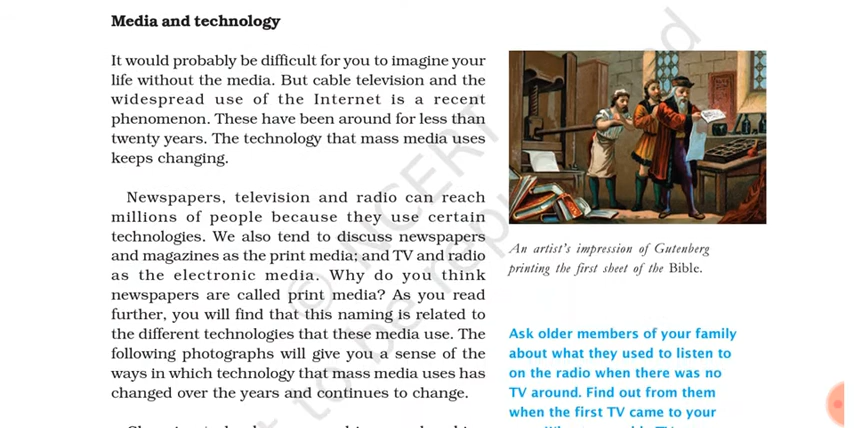 Media and technology
It would probably be difficult for you to imagine your
life without the media. But cable television and the
widespread use of the Internet is a recent
phenomenon. These have been around for less than
twenty years. The technology that mass media uses
keeps changing.
Newspapers, television and radio can reach
millions of people because they use certain
technologies. We also tend to discuss newspapers
and magazines as the print media; and TV and radio
as the electronic media. Why do you think
newspapers are called print media? As you read
further, you will find that this naming is related to
the different technologies that these media use. The
following photographs will give you a sense of the
ways in which technology that mass media uses has
changed over the years and continues to change.
An artist's impression of Gutenberg
printing the first sheet of the Bible.
Ask older members of your family
about what they used to listen to
on the radio when there was no
TV around. Find out from them
when the first TV came to your
© NCERT
to be republished